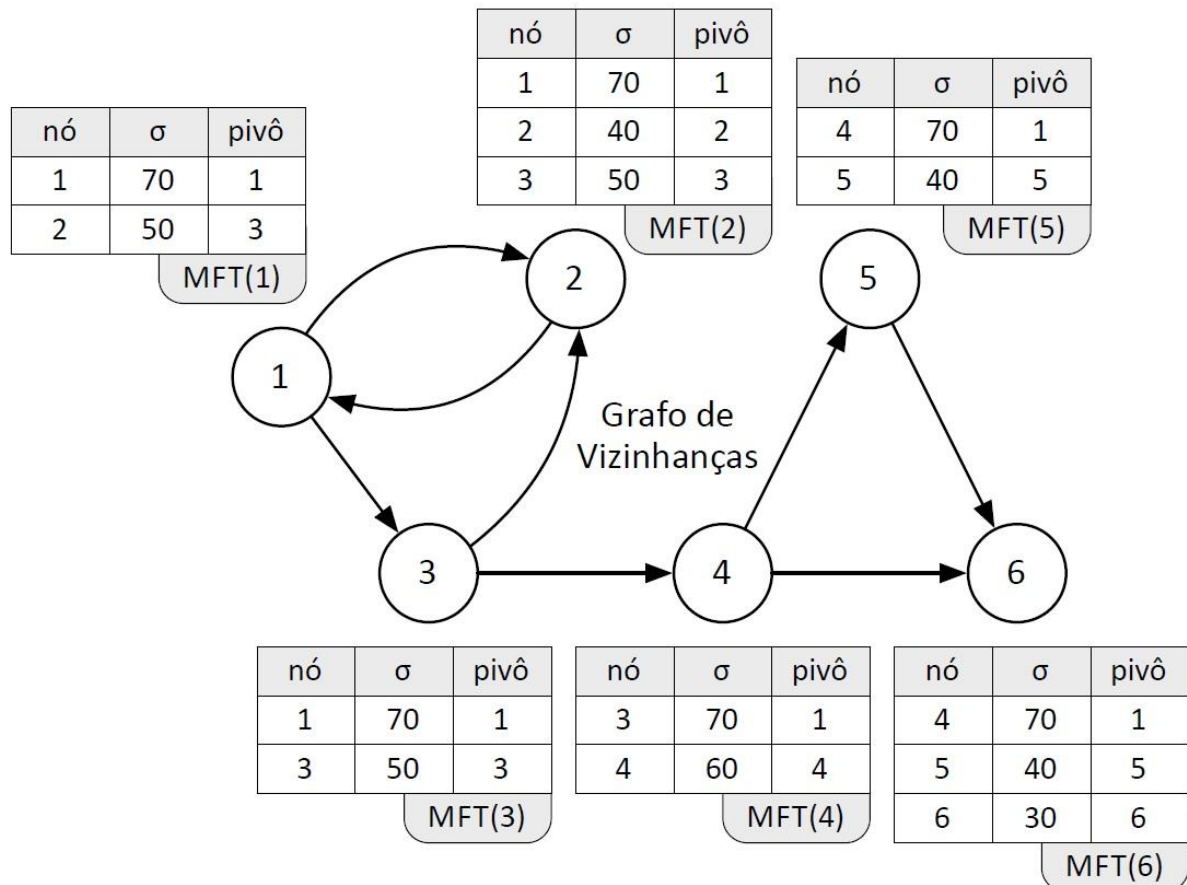 nó σ pivô
1 70 1
2 50 3
MFT(1)
nó σ pivô
1 70 1
2 40 2
3 50 3
MFT(2)
nó σ pivô
4 70 1
5 40 5
MFT(5)
1
2
5
Grafo de
Vizinhanças
3
4
6
nó σ pivô
1 70 1
3 50 3
MFT(3)
nó σ pivô
3 70 1
4 60 4
MFT(4)
nó σ pivô
4 70 1
5 40 5
6 30 6
MFT(6)